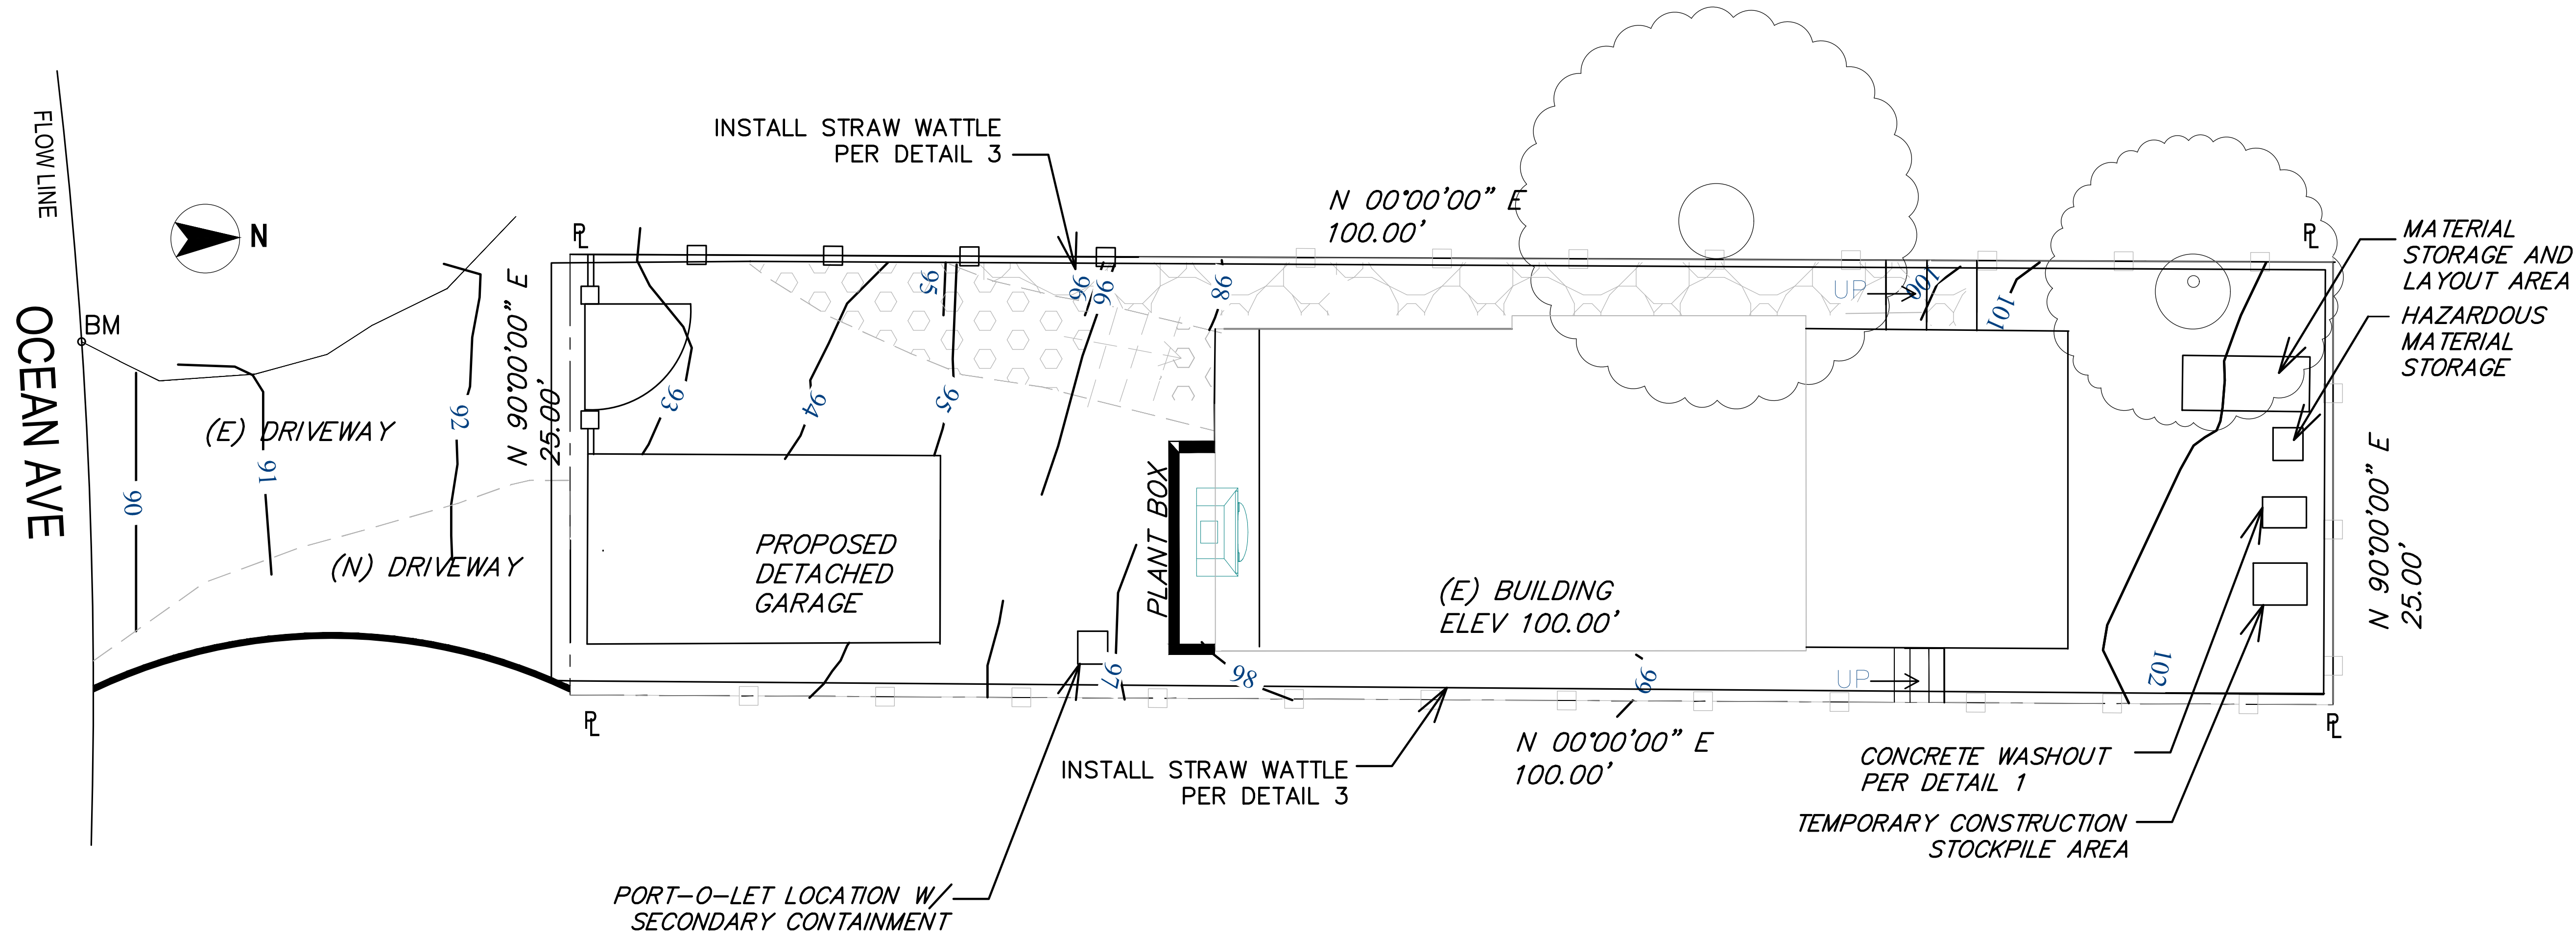 FLOW LINE
OCEAN AVE
BM
N
(E) DRIVEWAY
(N) DRIVEWAY
90
91
92
PL
N 90°00'00" E
25.00'
INSTALL STRAW WATTLE
PER DETAIL 3
93
94
95
95
96
96
98
PROPOSED
DETACHED
GARAGE
PLANT BOX
97
98
PL
N 00°00'00" E
100.00'
UP
100
101
PL
(E) BUILDING
ELEV 100.00'
99
UP
102
MATERIAL
STORAGE AND
LAYOUT AREA
HAZARDOUS
MATERIAL
STORAGE
N 90°00'00" E
25.00'
PL
INSTALL STRAW WATTLE
PER DETAIL 3
N 00°00'00" E
100.00'
CONCRETE WASHOUT
PER DETAIL 1
TEMPORARY CONSTRUCTION
STOCKPILE AREA
PORT-O-LET LOCATION W/
SECONDARY CONTAINMENT